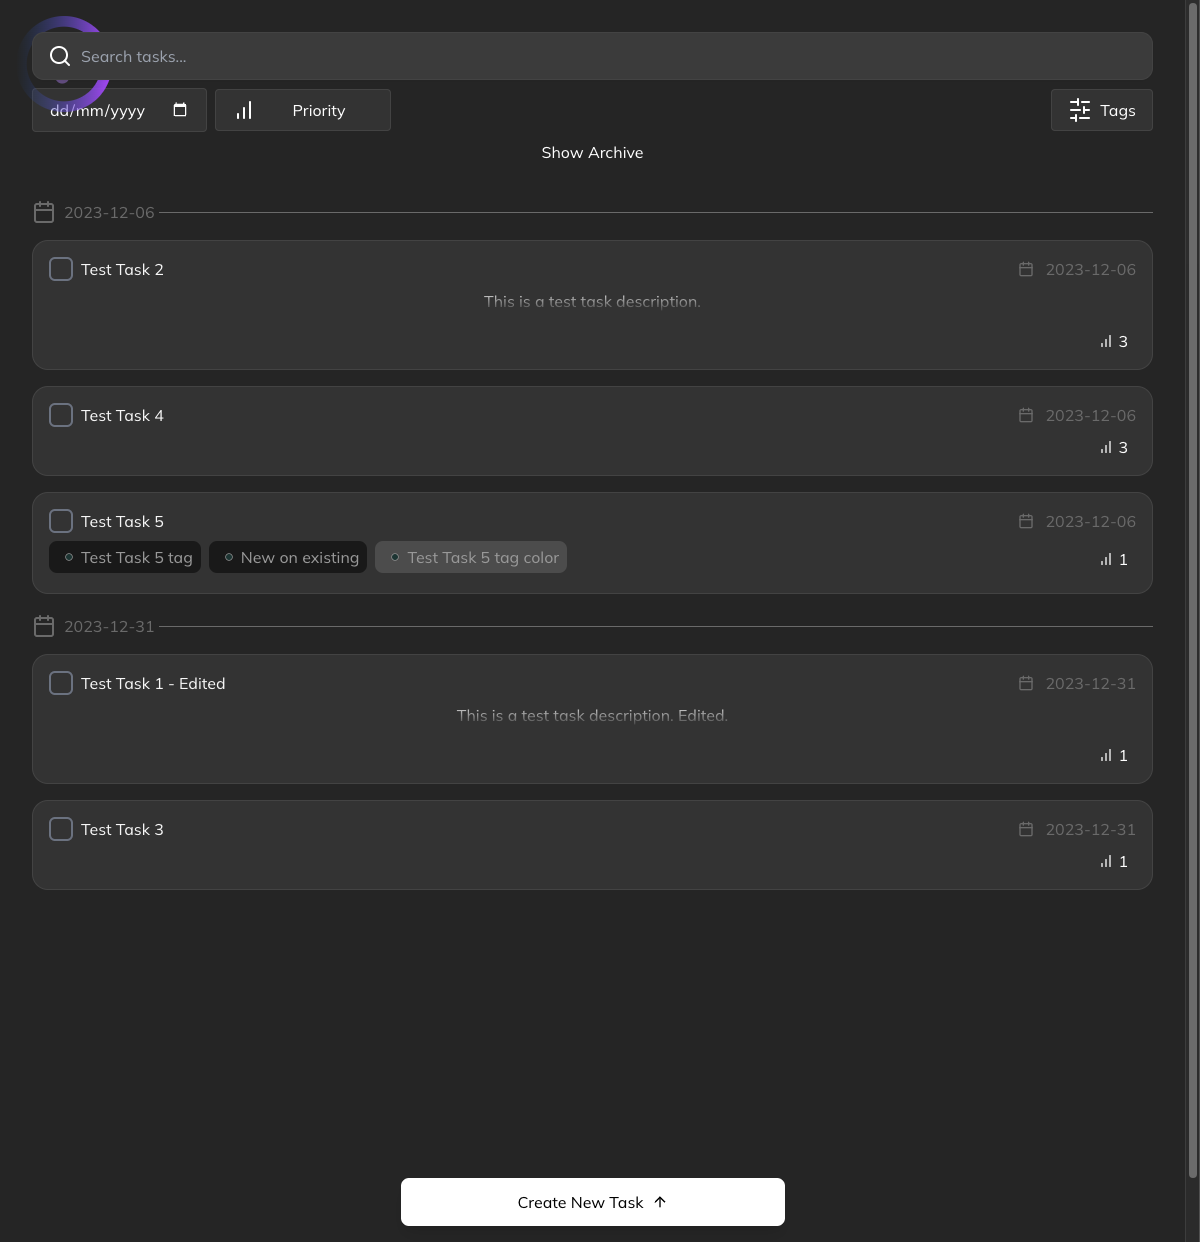 Search tasks...
dd/mm/yyyy Priority Tags
Show Archive
2023-12-06
Test Task 2 2023-12-06
This is a test task description.
3
Test Task 4 2023-12-06
3
Test Task 5 2023-12-06
Test Task 5 tag New on existing Test Task 5 tag color 1
2023-12-31
Test Task 1 - Edited 2023-12-31
This is a test task description. Edited.
1
Test Task 3 2023-12-31
1
Create New Task